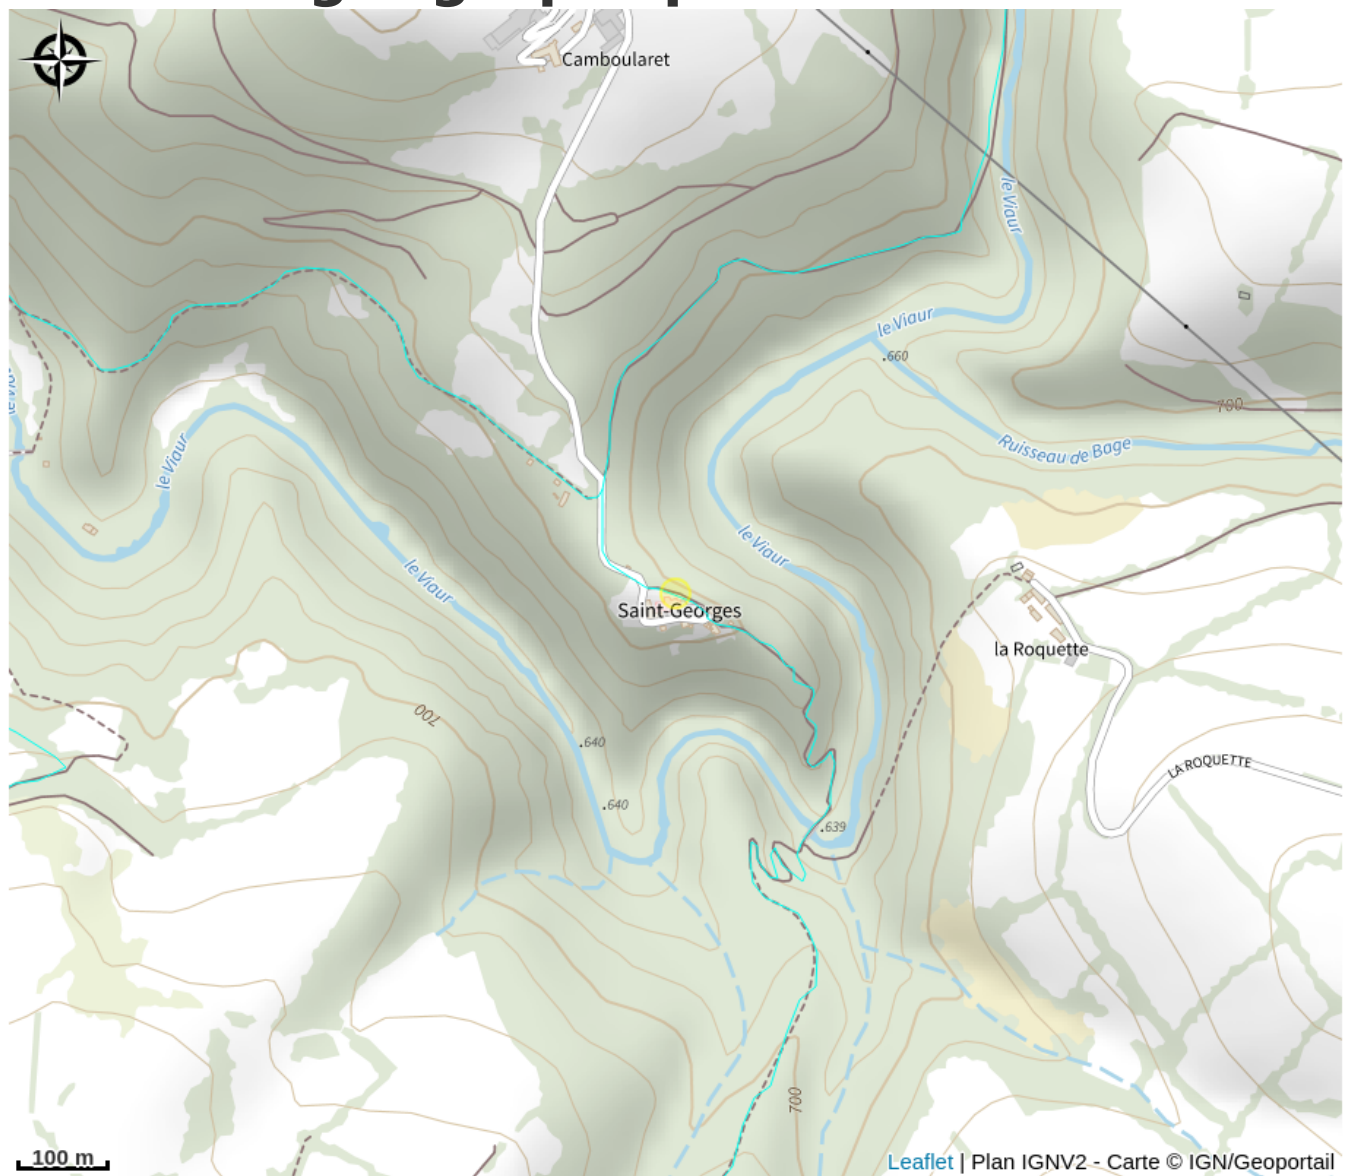 Camboularet
le Viaur
le Viaur
.660
700
Ruisseau de Bage
le Viaur
le Viaur
le Viaur
Saint-Georges
la Roquette
700
.640
LA ROQUETTE
.640
.639
700
100 m
Leaflet | Plan IGNV2 - Carte © IGN/Geoportail